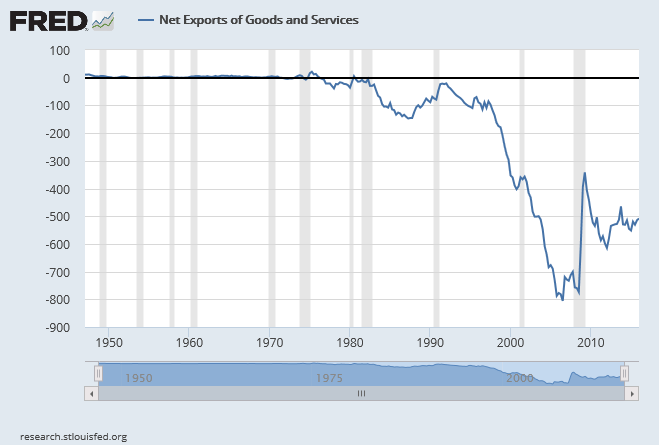 FRED
Net Exports of Goods and Services
100
0
-100
-200
-300
-400
-500
-600
-700
-800
-900
1950 1960 1970 1980 1990 2000 2010
1950 1975 2000
research.stlouisfed.org